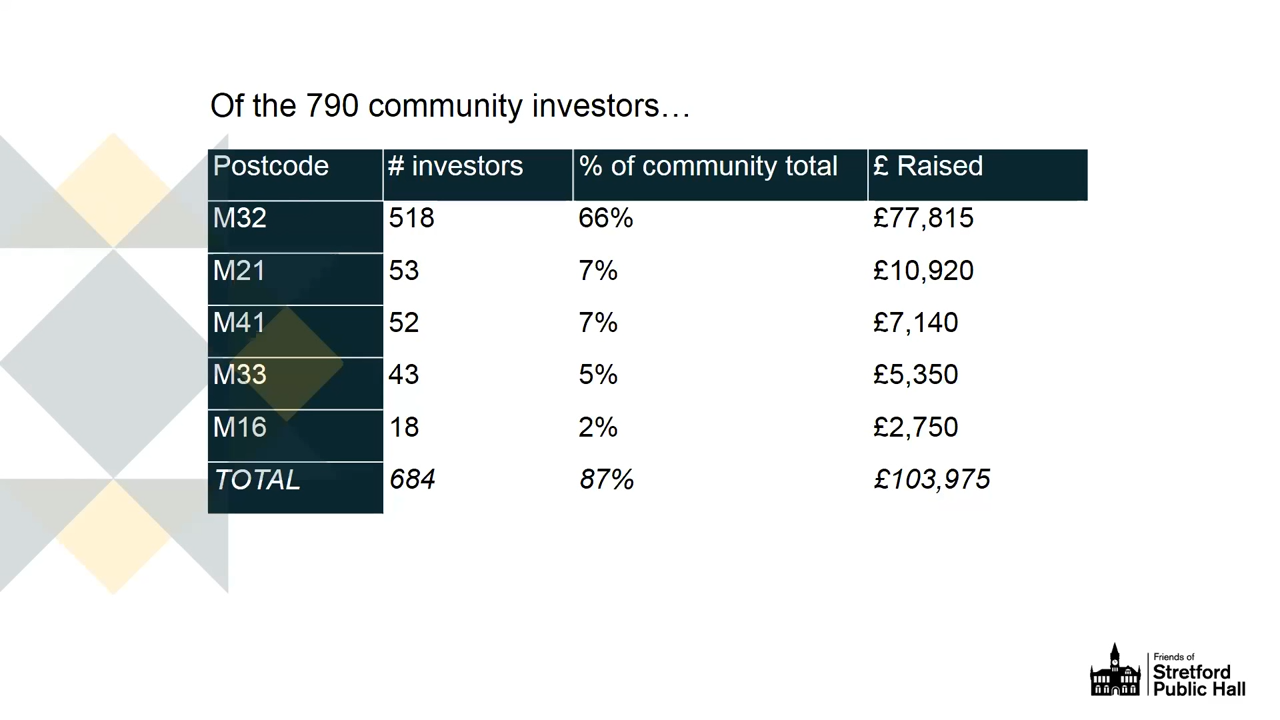 Of the 790 community investors…
Postcode # investors % of community total £ Raised
M32 518 66% £77,815
M21 53 7% £10,920
M41 52 7% £7,140
M33 43 5% £5,350
M16 18 2% £2,750
TOTAL 684 87% £103,975
Friends of
Stretford
Public Hall